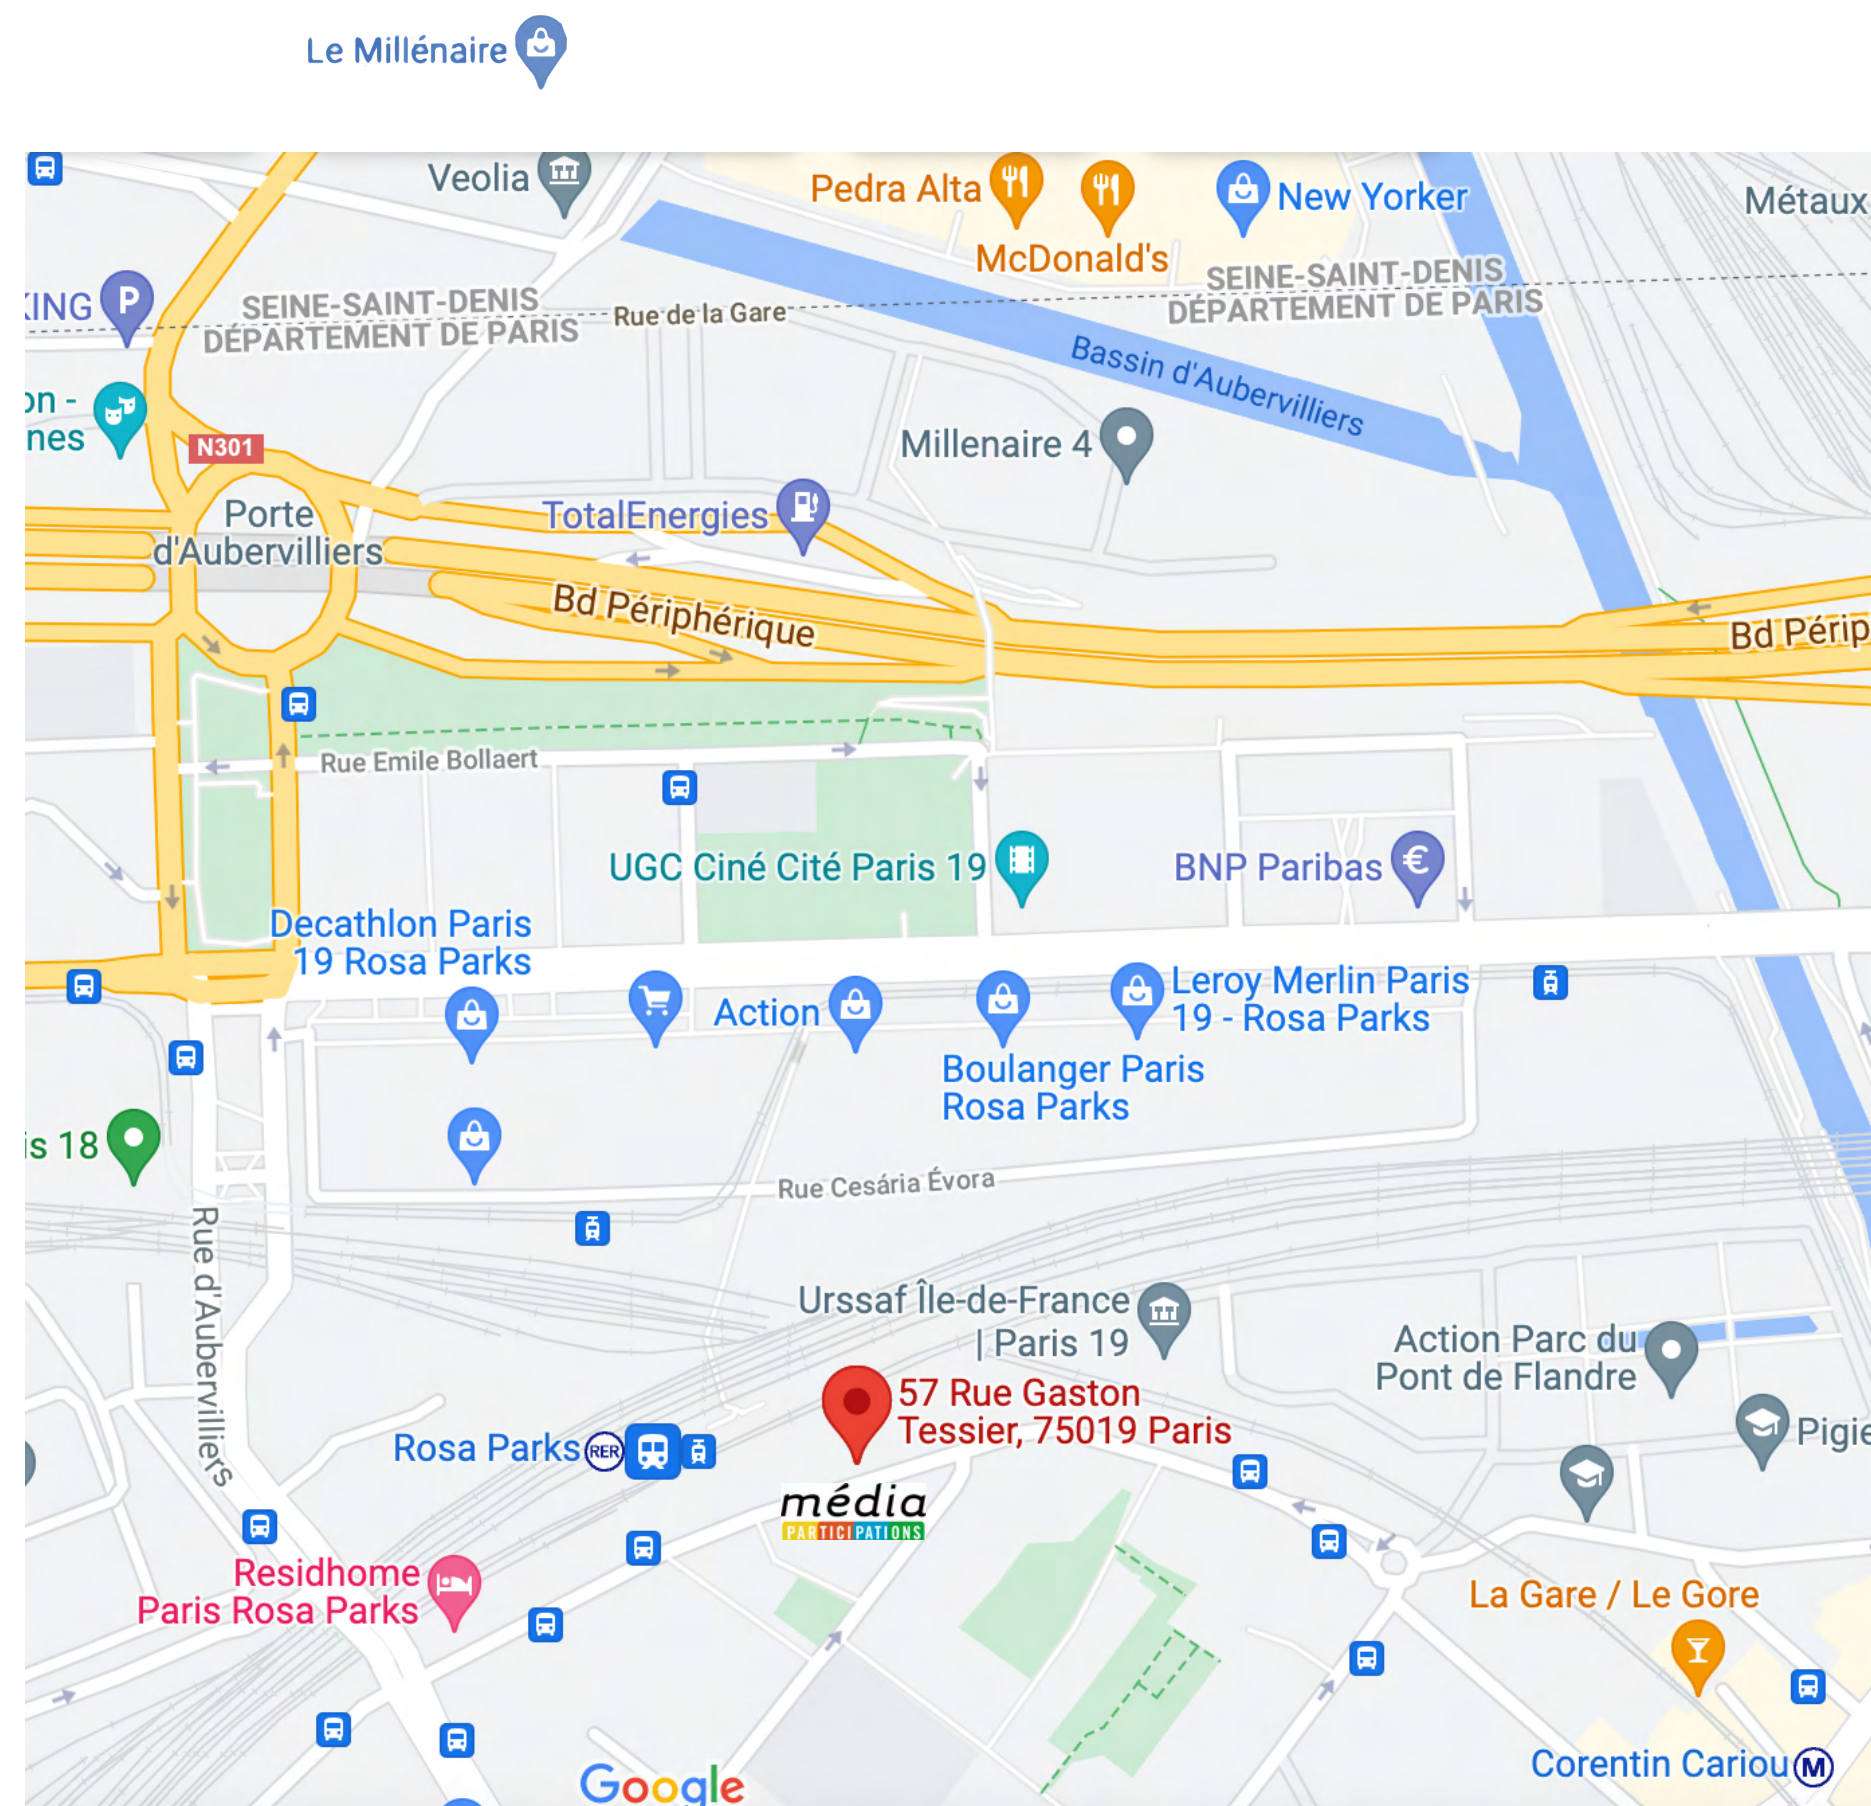 Le Millénaire
Veolia
Pedra Alta
McDonald's
New Yorker
Métaux
KING
P
SEINE-SAINT-DENIS
DÉPARTEMENT DE PARIS
Rue de la Gare
SEINE-SAINT-DENIS
DÉPARTEMENT DE PARIS
Bassin d'Aubervilliers
on -
nes
N301
Millenaire 4
Porte
d'Aubervilliers
TotalEnergies
Bd Périphérique
Bd Périp
Rue Emile Bollaert
UGC Ciné Cité Paris 19
BNP Paribas
€
Decathlon Paris
19 Rosa Parks
Action
Leroy Merlin Paris
19 - Rosa Parks
Boulanger Paris
Rosa Parks
is 18
Rue Cesária Évora
Rue d'Aubervilliers
Urssaf Île-de-France
| Paris 19
Action Parc du
Pont de Flandre
57 Rue Gaston
Tessier, 75019 Paris
Pigie
Rosa Parks RER
média
PARTICIPATIONS
Residhome
Paris Rosa Parks
La Gare / Le Gore
Corentin Cariou M
Google